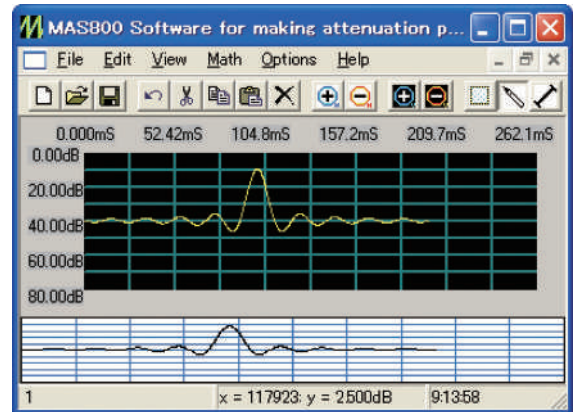 MAS800 Software for making attenuation p...
File Edit View Math Options Help
0.000mS 52.42mS 104.8mS 157.2mS 209.7mS 262.1mS
0.00dB
20.00dB
40.00dB
60.00dB
80.00dB
1 x = 117923: y = 2.500dB 9:13:58